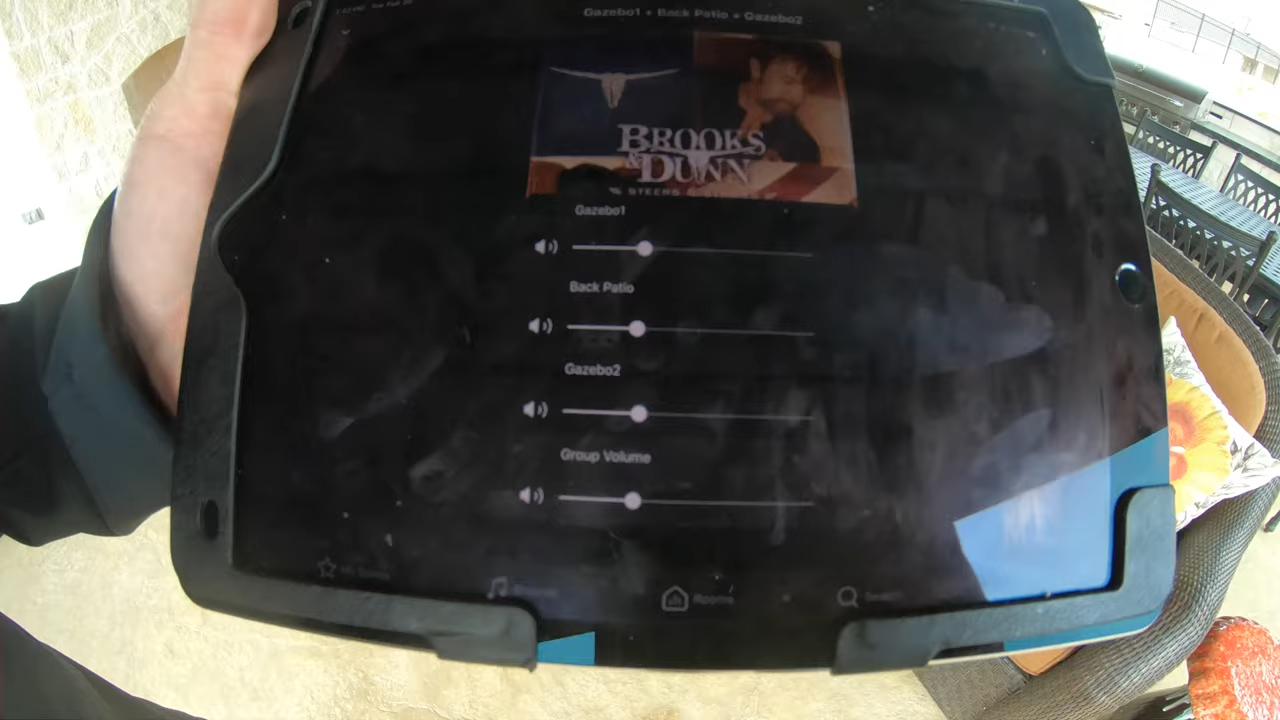 Gazebo1 + Back Patio + Gazebo2
BROOKS
& DUNN
Gazebo1
Back Patio
Gazebo2
Group Volume
Rooms